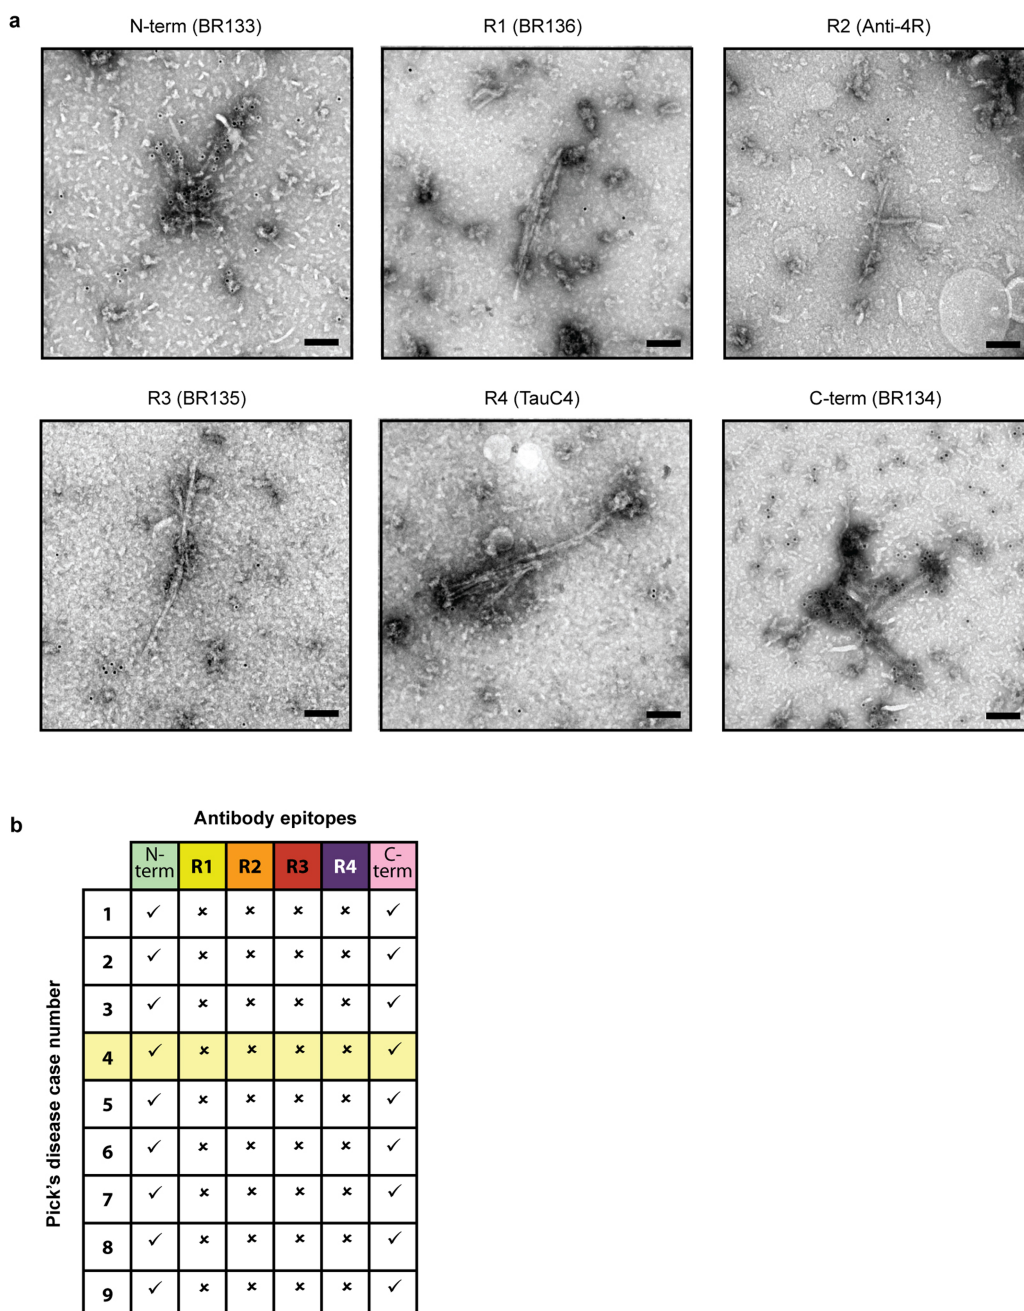 a
N-term (BR133)
R1 (BR136)
R2 (Anti-4R)
R3 (BR135)
R4 (TauC4)
C-term (BR134)
b
Antibody epitopes
N-
term
R1
R2
R3
R4
C-
term
Pick's disease case number
1 ✓ ✗ ✗ ✗ ✗ ✓
2 ✓ ✗ ✗ ✗ ✗ ✓
3 ✓ ✗ ✗ ✗ ✗ ✓
4 ✓ ✗ ✗ ✗ ✗ ✓
5 ✓ ✗ ✗ ✗ ✗ ✓
6 ✓ ✗ ✗ ✗ ✗ ✓
7 ✓ ✗ ✗ ✗ ✗ ✓
8 ✓ ✗ ✗ ✗ ✗ ✓
9 ✓ ✗ ✗ ✗ ✗ ✓